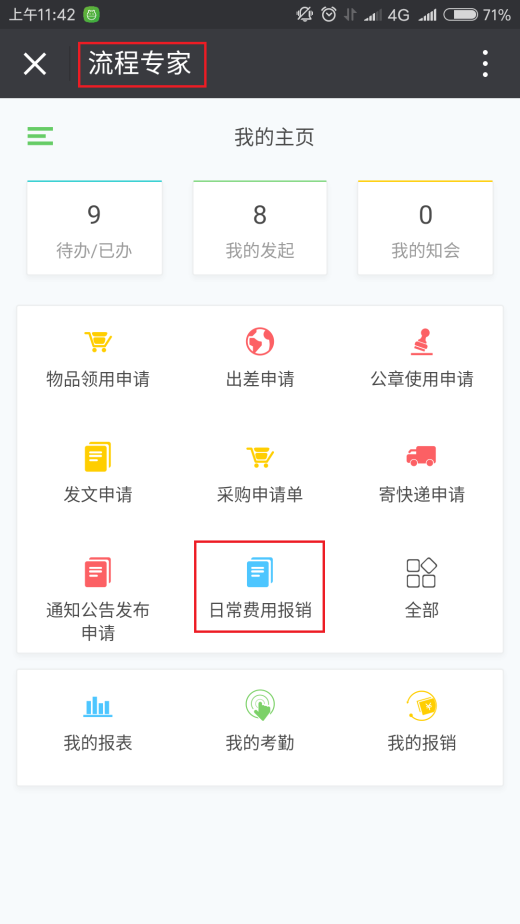 上午11:42
4G
71%
流程专家
我的主页
9
8
0
待办/已办
我的发起
我的知会
物品领用申请
出差申请
公章使用申请
发文申请
采购申请单
寄快递申请
通知公告发布
申请
日常费用报销
全部
我的报表
我的考勤
我的报销